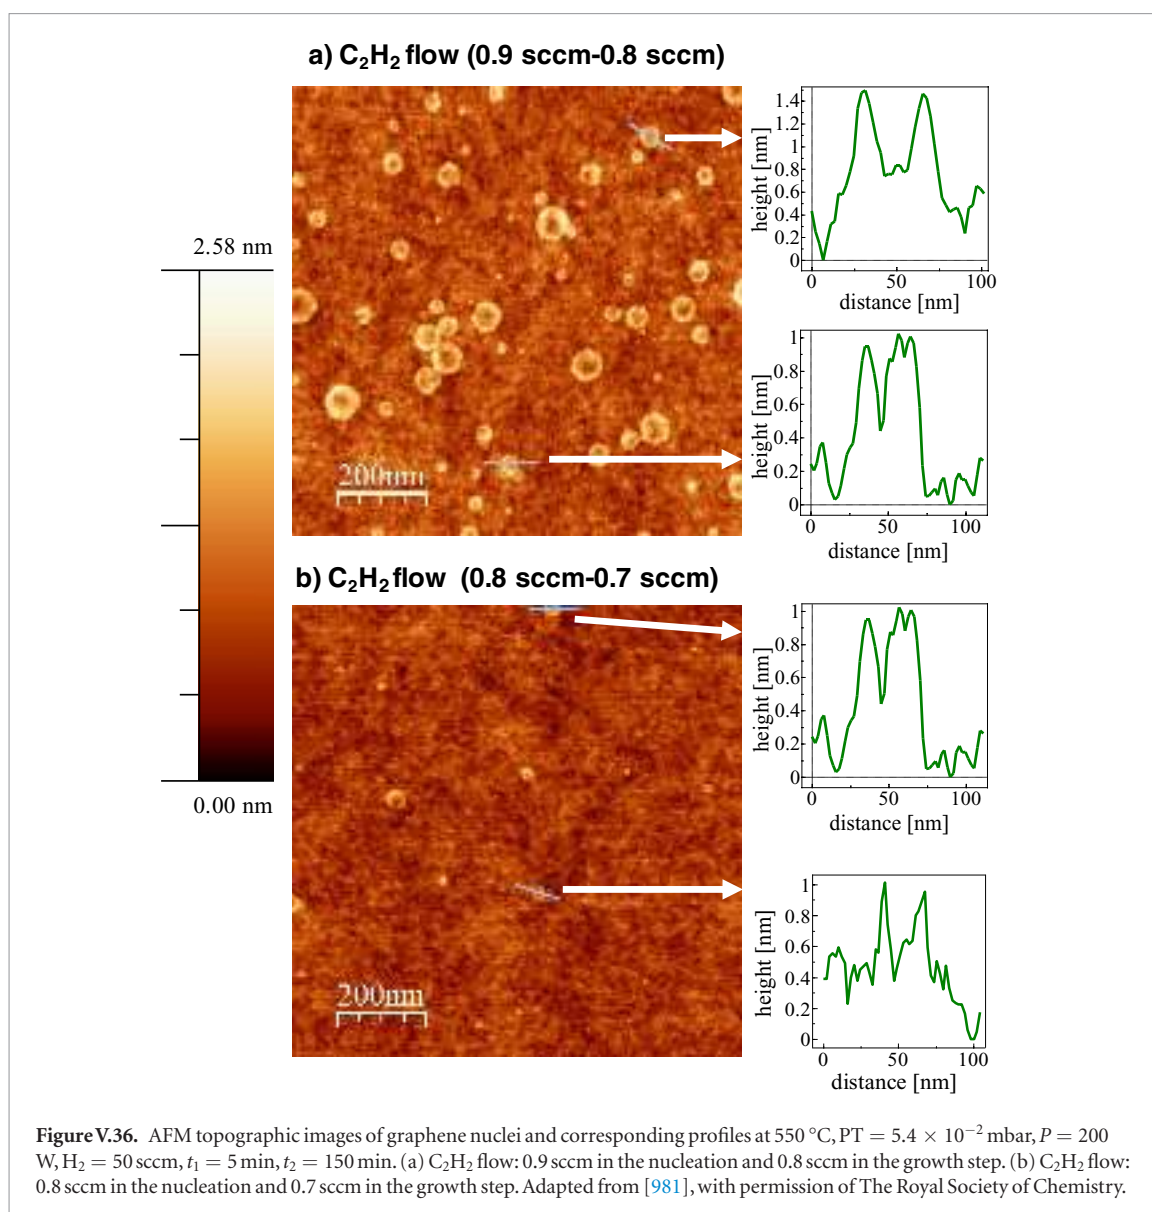 a) C₂H₂ flow (0.9 sccm-0.8 sccm)
2.58 nm
0.00 nm
200nm
height [nm]
1.4
1.2
1
0.8
0.6
0.4
0.2
0
0 50 100
distance [nm]
height [nm]
1
0.8
0.6
0.4
0.2
0
0 50 100
distance [nm]
b) C₂H₂ flow (0.8 sccm-0.7 sccm)
200nm
height [nm]
1
0.8
0.6
0.4
0.2
0
0 50 100
distance [nm]
height [nm]
1
0.8
0.6
0.4
0.2
0
0 50 100
distance [nm]
Figure V.36. AFM topographic images of graphene nuclei and corresponding profiles at 550 °C, PT = 5.4 × 10⁻² mbar, P = 200
W, H₂ = 50 sccm, t₁ = 5 min, t₂ = 150 min. (a) C₂H₂ flow: 0.9 sccm in the nucleation and 0.8 sccm in the growth step. (b) C₂H₂ flow:
0.8 sccm in the nucleation and 0.7 sccm in the growth step. Adapted from [981], with permission of The Royal Society of Chemistry.